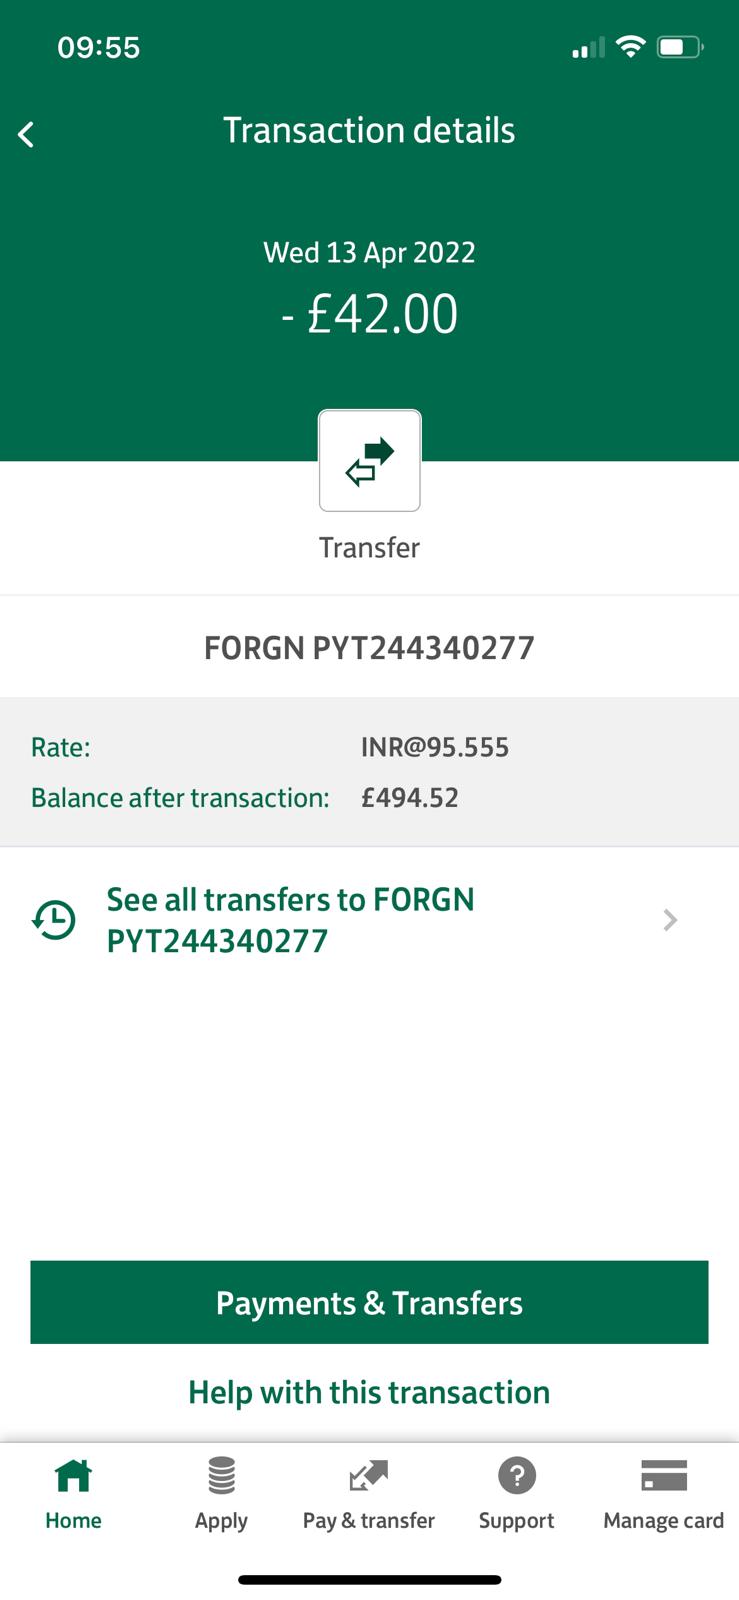 09:55
Transaction details
Wed 13 Apr 2022
- £42.00
Transfer
FORGN PYT244340277
Rate: INR@95.555
Balance after transaction: £494.52
See all transfers to FORGN
PYT244340277
Payments & Transfers
Help with this transaction
Home Apply Pay & transfer Support Manage card